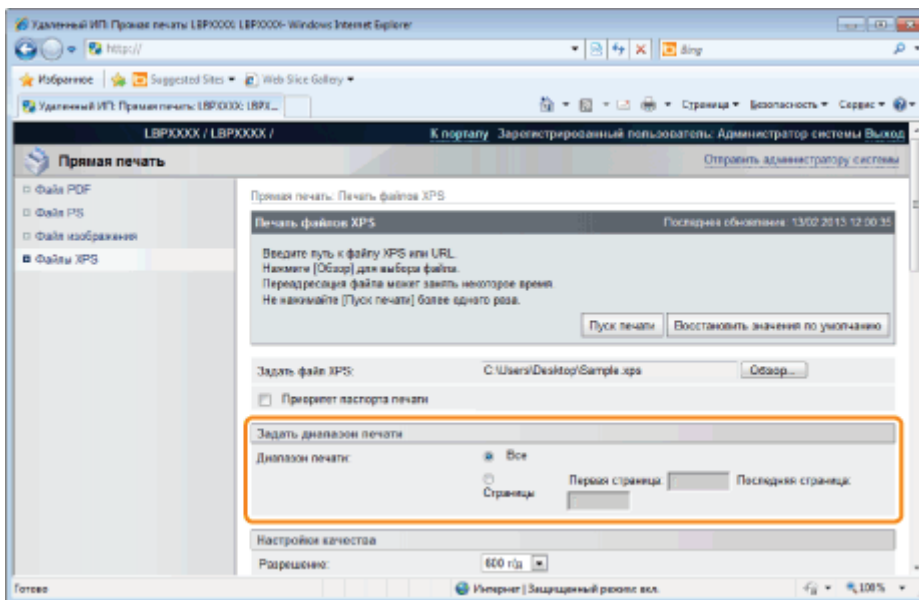 Удаленный ИП: Прямая печать: LBPXXXX: LBPXXXX- Windows Internet Explorer
http://
Bing
Избранное Suggested Sites Web Slice Gallery
Удаленный ИП: Прямая печать: LBPXXXX: LBPX... Страница Безопасность Сервис
LBPXXXX / LBPXXXX / К порталу Зарегистрированный пользователь: Администратор системы Выход
Прямая печать Отправить администратору системы
Файл PDF
Файл PS
Файл изображения
Файлы XPS
Прямая печать: Печать файлов XPS
Печать файлов XPS Последнее обновление: 13/02 2013 12:00:35
Введите путь к файлу XPS или URL.
Нажмите [Обзор] для выбора файла.
Переадресация файла может занять некоторое время.
Не нажимайте [Пуск печати] более одного раза.
Пуск печати Восстановить значения по умолчанию
Задать файл XPS: C:\Users\Desktop\Sample.xps Обзор...
Приоритет паспорта печати
Задать диапазон печати
Диапазон печати: Все
Страницы Первая страница: Последняя страница:
Настройки качества
Разрешение: 600 т/д
Готово Интернет | Защищенный режим: вкл. 100%